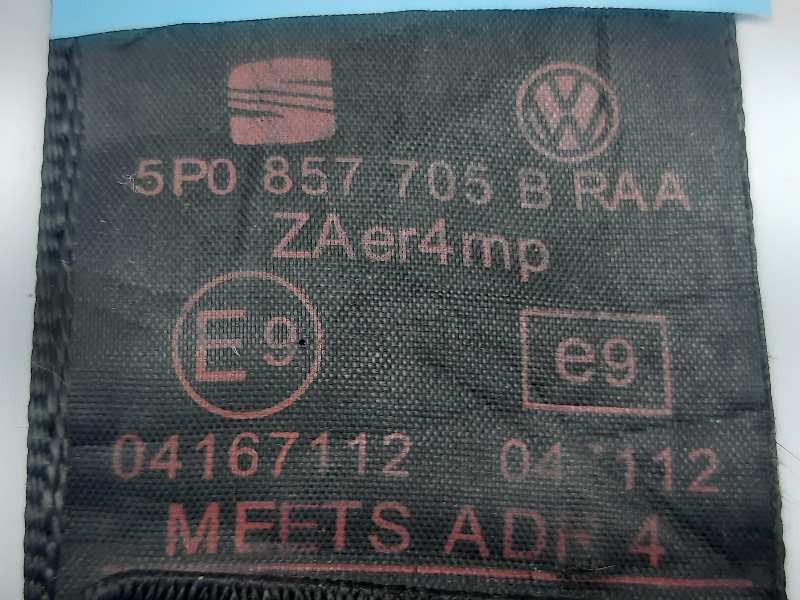 5P0 857 705 B RAA
ZAer4mp
E9 e9
04167112
MEETS ADR 4